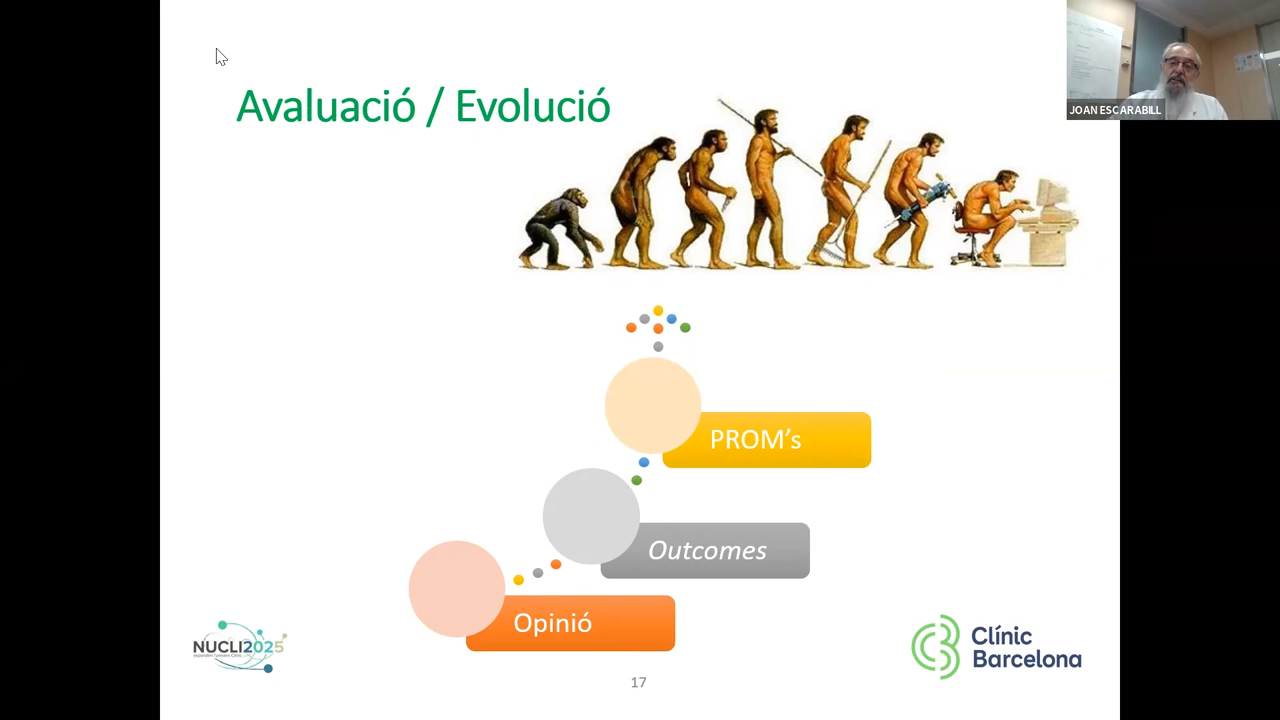 Avaluació / Evolució
JOAN ESCARABILL
PROM's
Outcomes
Opinió
NUCLI2025
Clínic
Barcelona
17